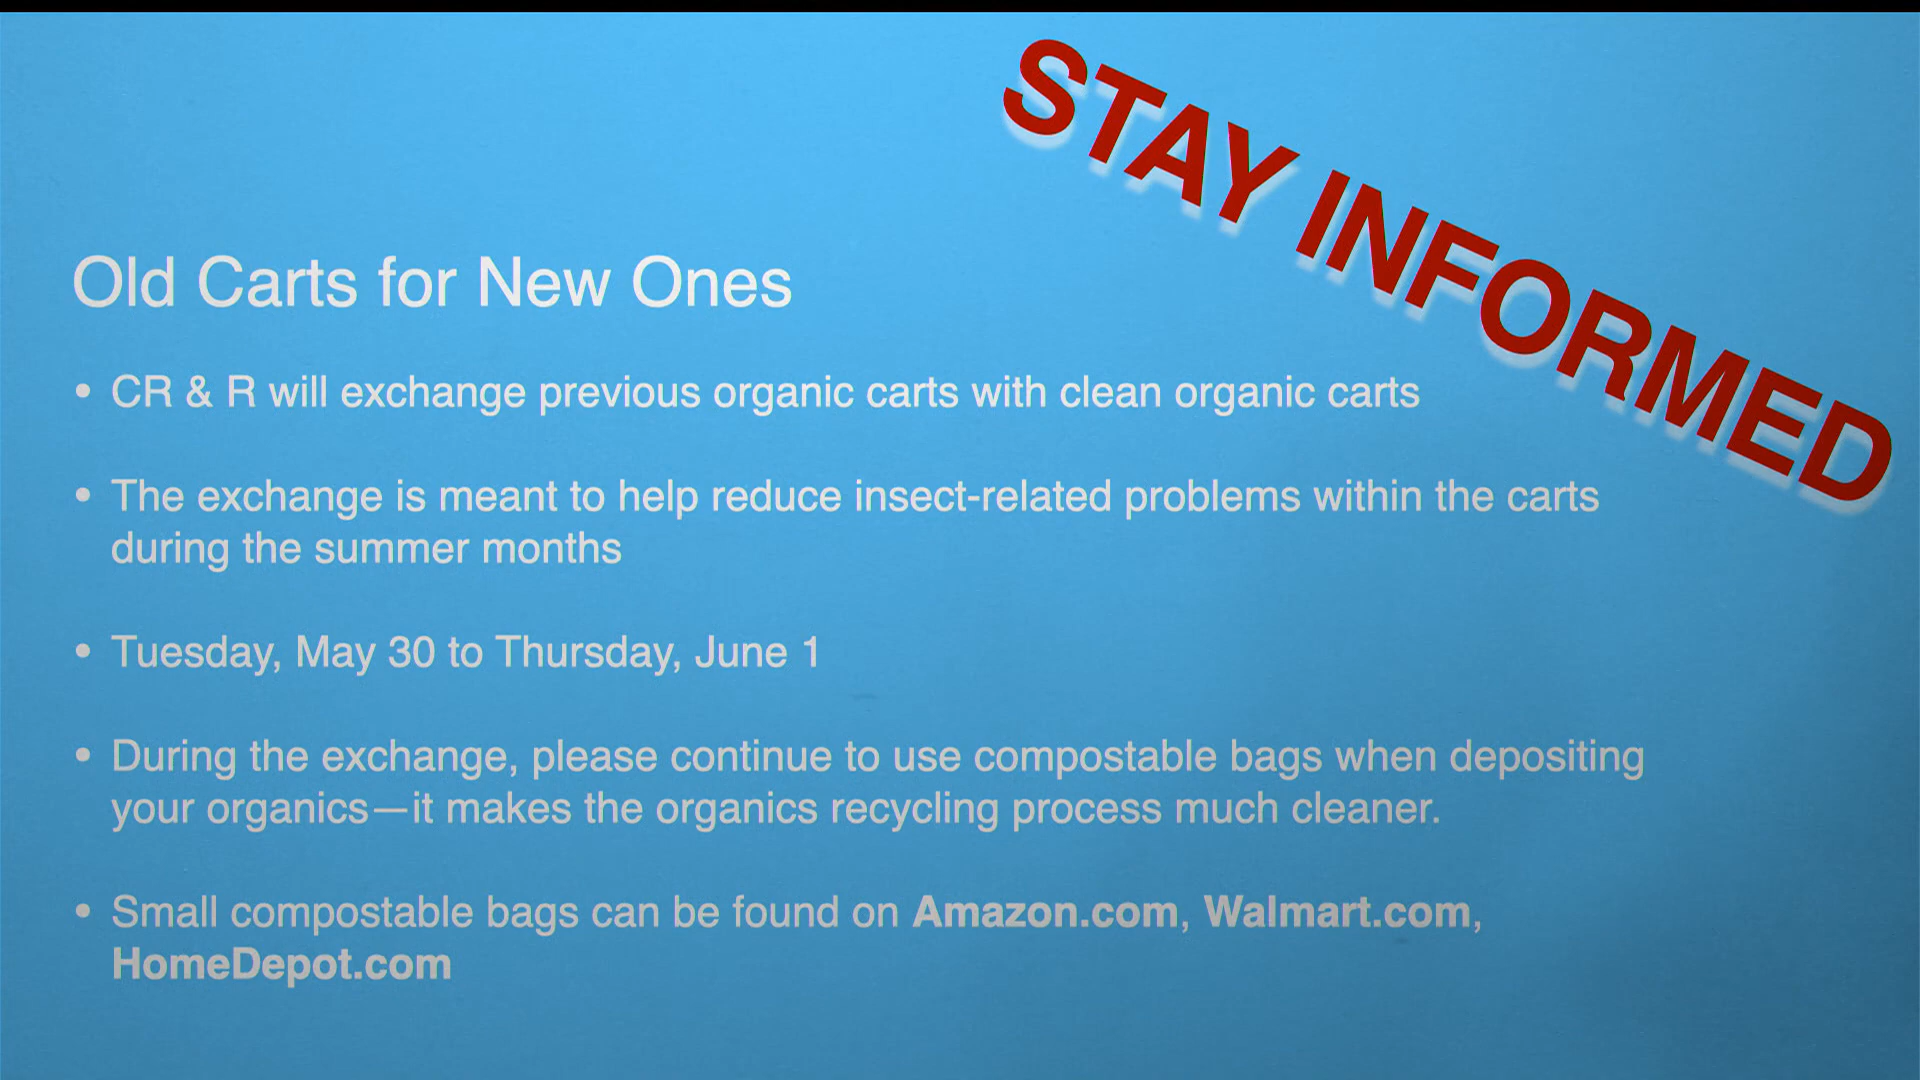 STAY INFORMED
Old Carts for New Ones
• CR & R will exchange previous organic carts with clean organic carts
• The exchange is meant to help reduce insect-related problems within the carts
during the summer months
• Tuesday, May 30 to Thursday, June 1
• During the exchange, please continue to use compostable bags when depositing
your organics—it makes the organics recycling process much cleaner.
• Small compostable bags can be found on Amazon.com, Walmart.com,
HomeDepot.com